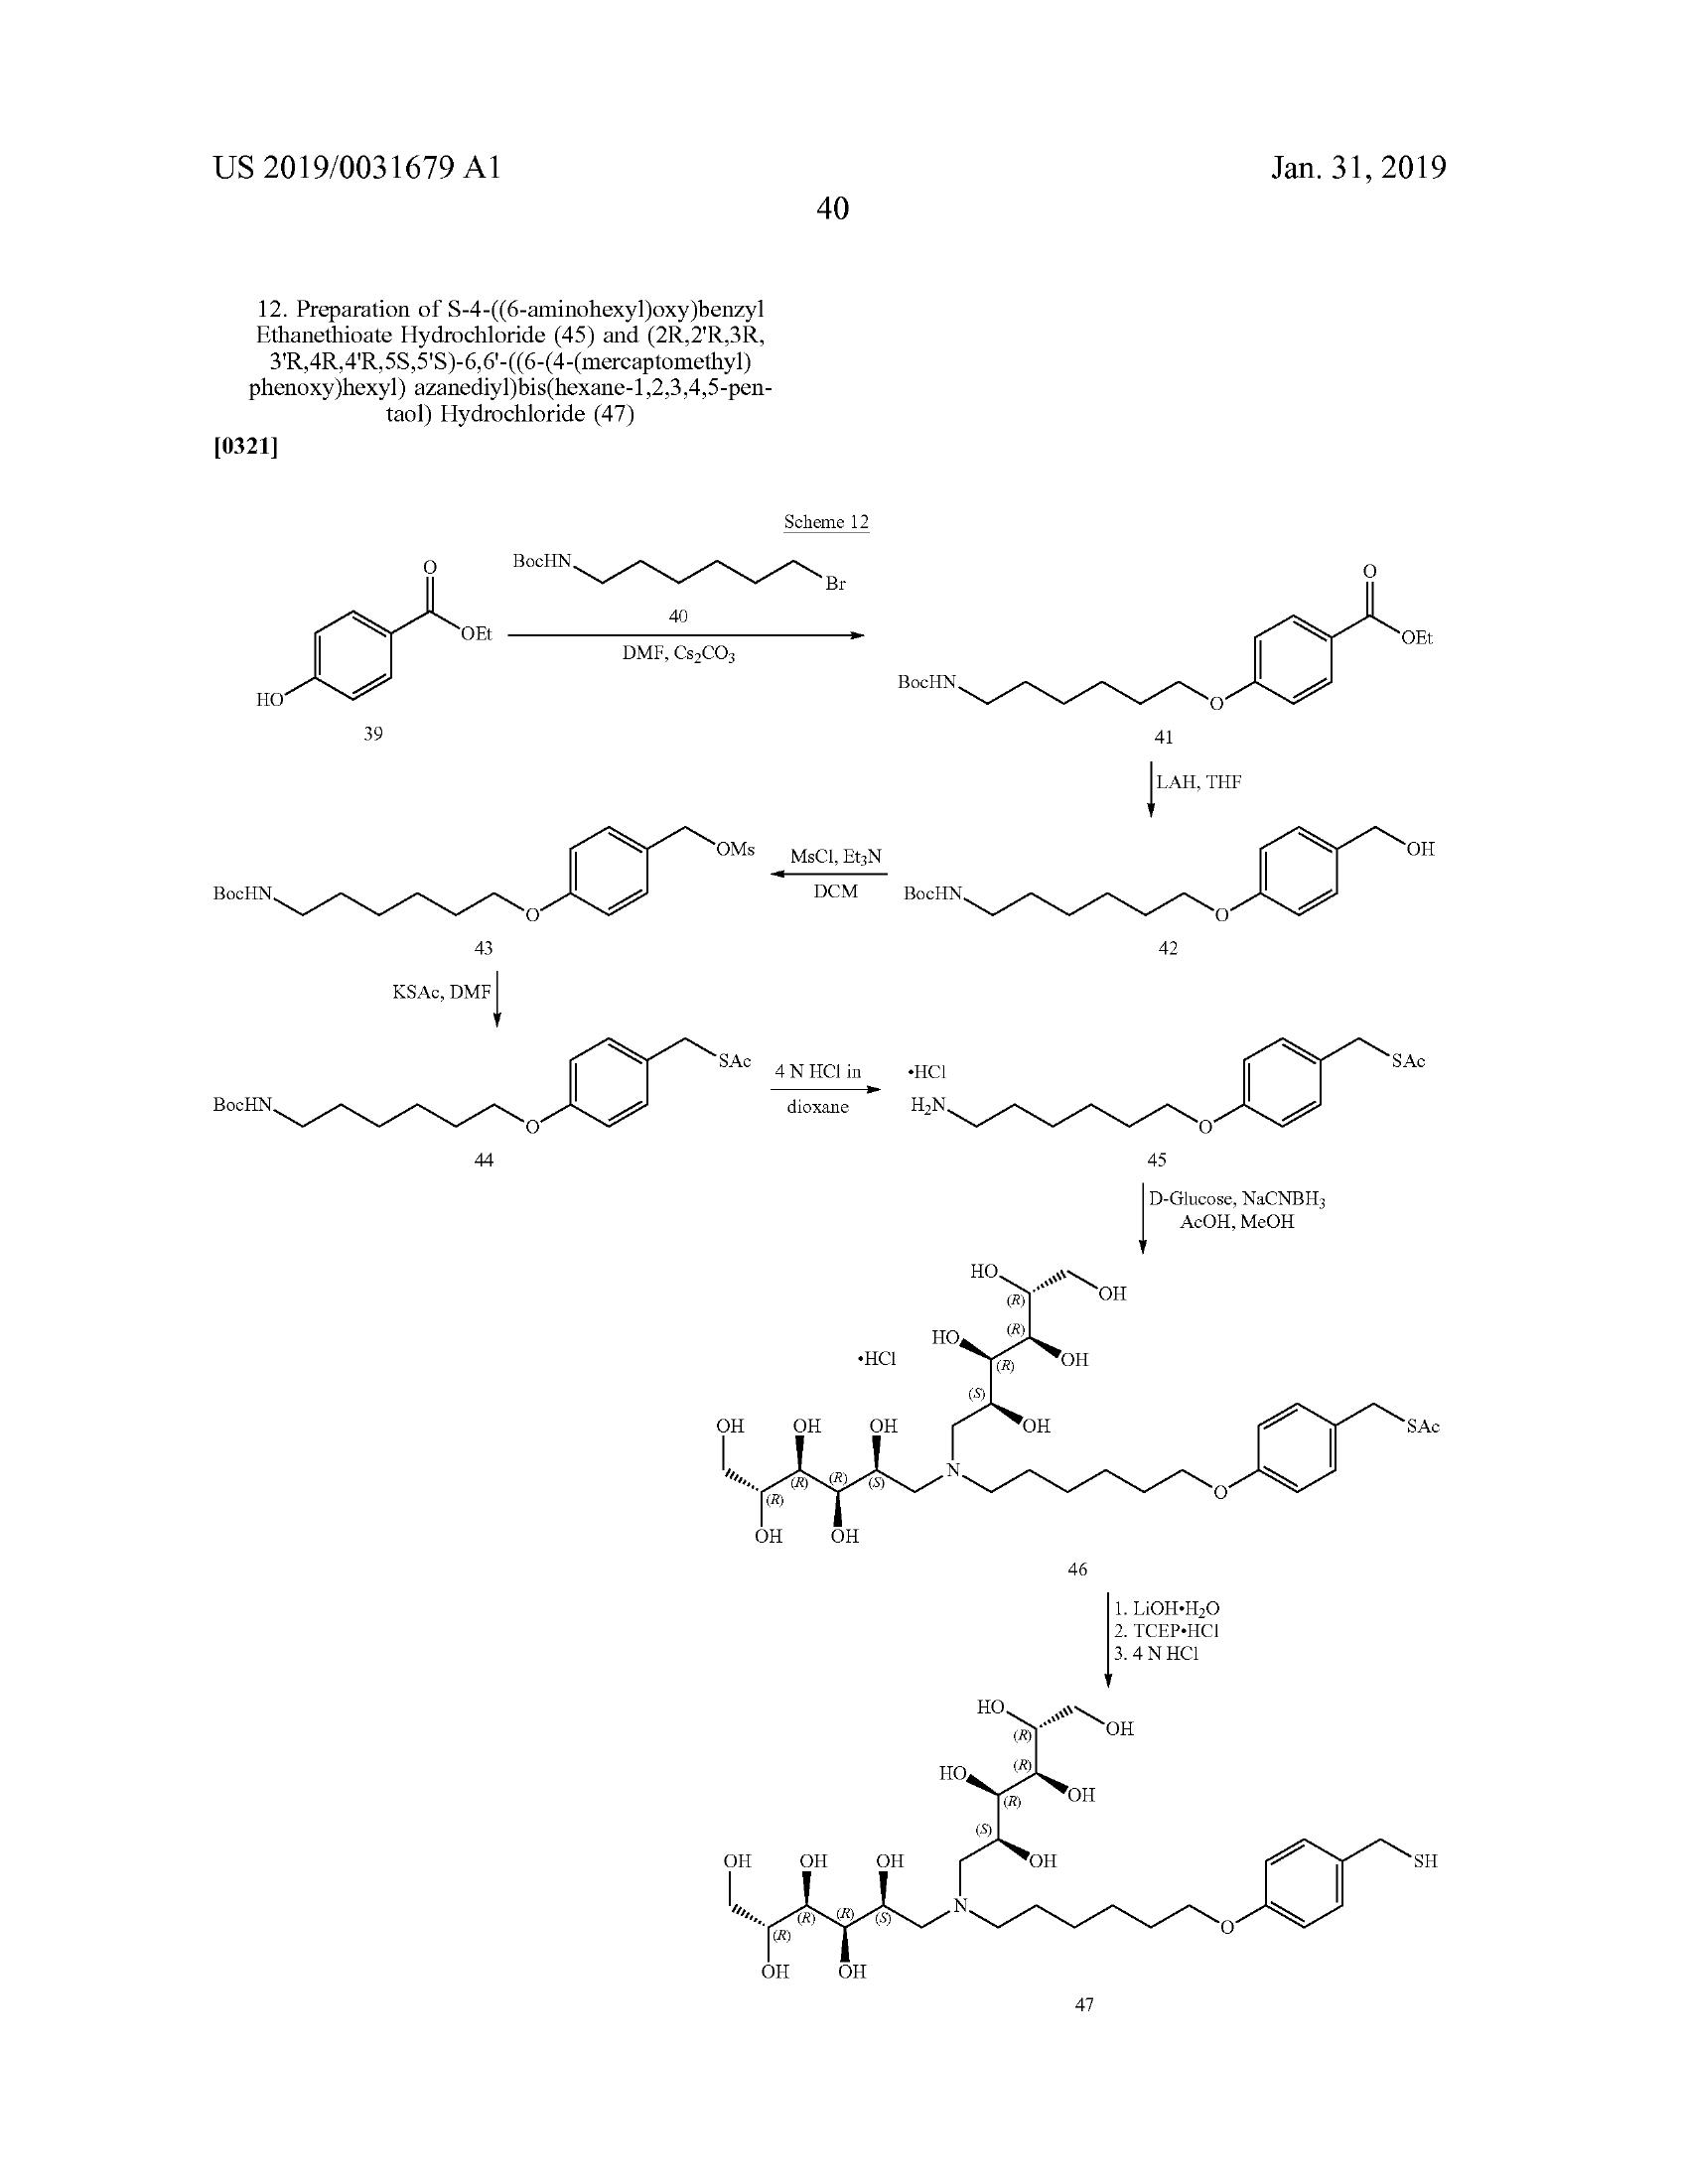 US 2019/0031679 A1
Jan. 31, 2019
40
12. Preparation of S-4-((6-aminohexyl)oxy)benzyl
Ethanethioate Hydrochloride (45) and (2R,2'R,3R,
3'R,4R,4'R,5S,5'S)-6,6'-((6-(4-(mercaptomethyl)
phenoxy)hexyl) azanediyl)bis(hexane-1,2,3,4,5-pen-
taol) Hydrochloride (47)
[0321]
Scheme 12
BocHN
Br
40
DMF, Cs₂CO₃
O
OEt
HO
39
O
OEt
BocHN
O
41
LAH, THF
OMs
BocHN
O
43
MsCl, Et₃N
DCM
OH
BocHN
O
42
KSAc, DMF
SAc
BocHN
O
44
4 N HCl in
dioxane
•HCl
H₂N
SAc
O
45
D-Glucose, NaCNBH₃
AcOH, MeOH
HO
OH
(R)
(R)
HO
OH
(R)
•HCl
(S)
OH
OH
OH
OH
SAc
N
(R)
(R)
(S)
(R)
O
OH
OH
46
1. LiOH•H₂O
2. TCEP•HCl
3. 4 N HCl
HO
OH
(R)
(R)
HO
OH
(R)
(S)
OH
OH
OH
OH
SH
N
(R)
(R)
(S)
(R)
O
OH
OH
47